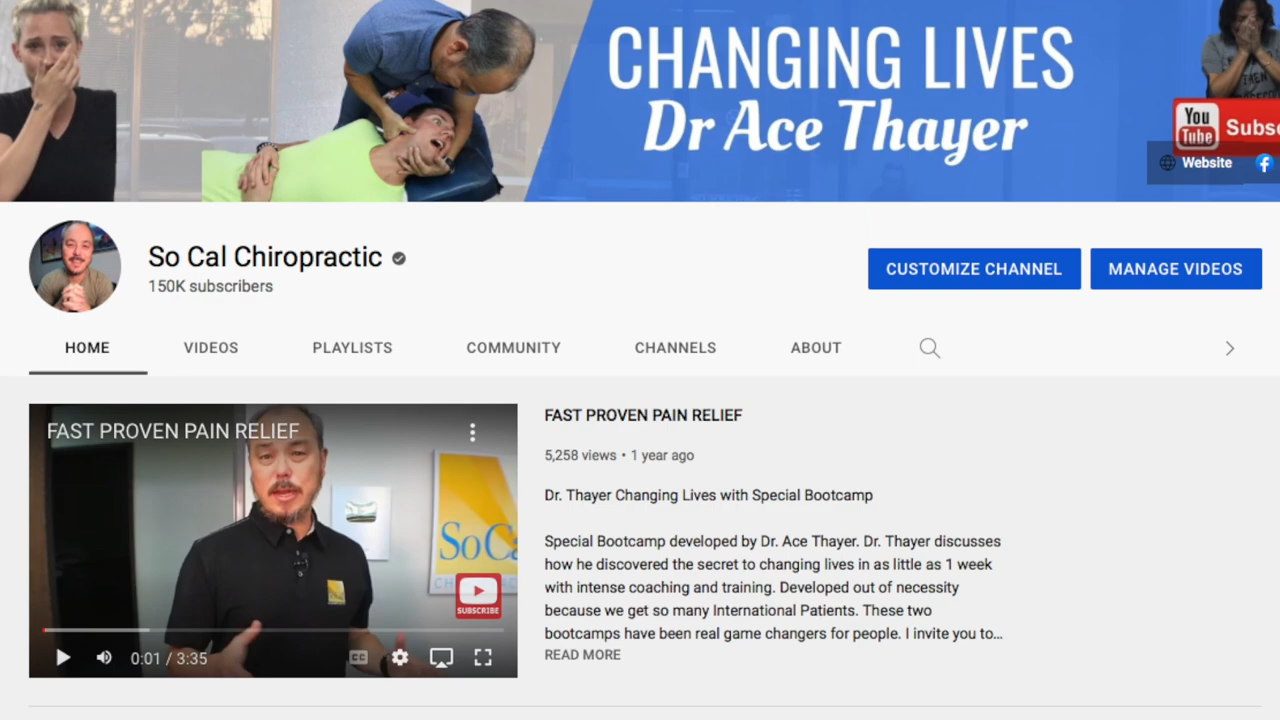 CHANGING LIVES
Dr Ace Thayer
You
Tube
Subsc
Website
So Cal Chiropractic
150K subscribers
CUSTOMIZE CHANNEL
MANAGE VIDEOS
HOME
VIDEOS
PLAYLISTS
COMMUNITY
CHANNELS
ABOUT
FAST PROVEN PAIN RELIEF
So Ca
SUBSCRIBE
0:01 / 3:35
CC
FAST PROVEN PAIN RELIEF
5,258 views • 1 year ago
Dr. Thayer Changing Lives with Special Bootcamp
Special Bootcamp developed by Dr. Ace Thayer. Dr. Thayer discusses
how he discovered the secret to changing lives in as little as 1 week
with intense coaching and training. Developed out of necessity
because we get so many International Patients. These two
bootcamps have been real game changers for people. I invite you to...
READ MORE